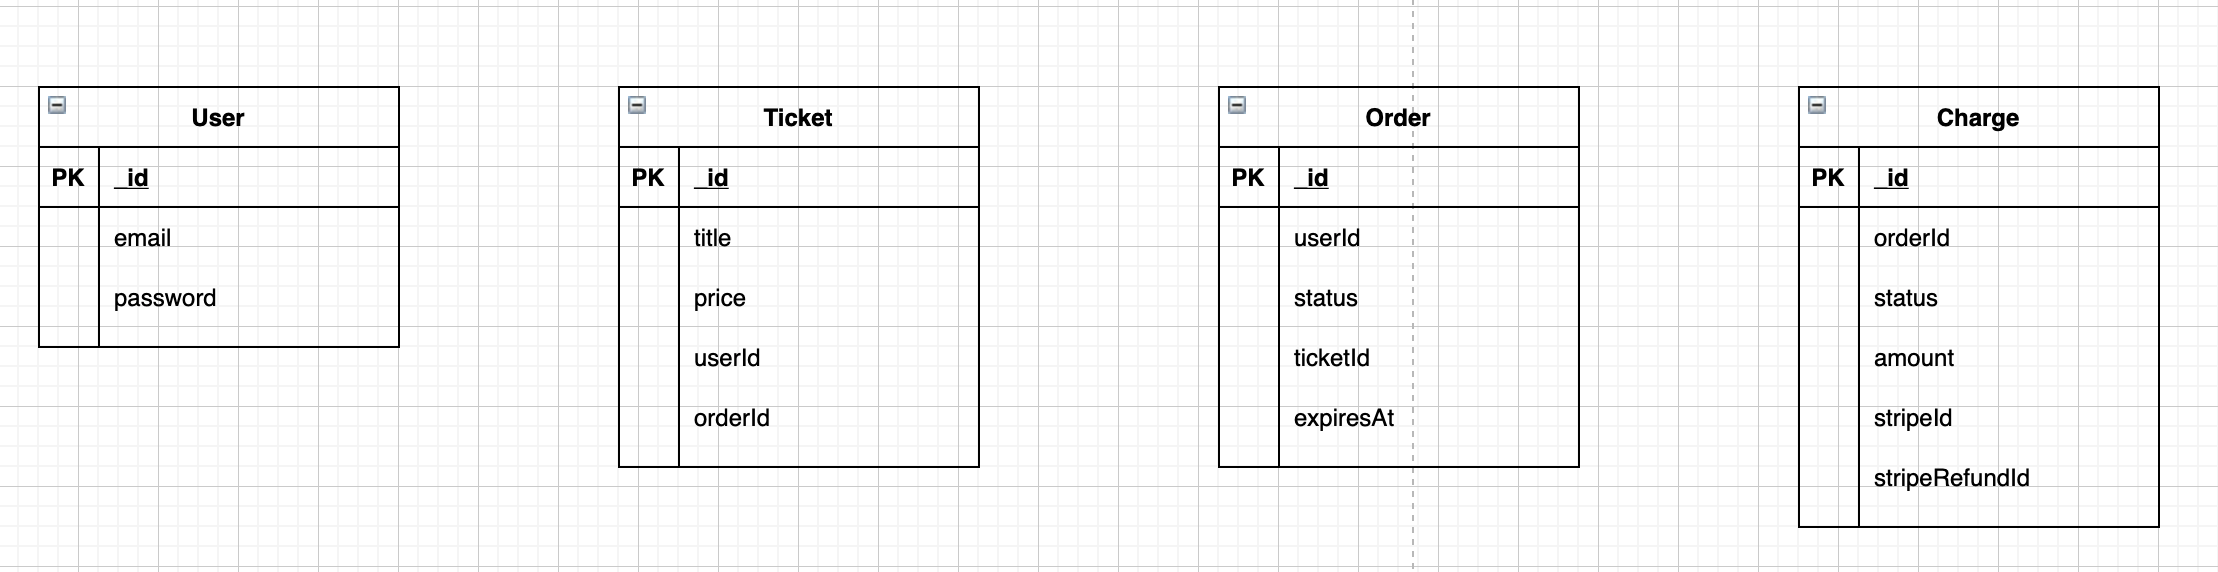 User
PK _id
email
password
Ticket
PK _id
title
price
userId
orderId
Order
PK _id
userId
status
ticketId
expiresAt
Charge
PK _id
orderId
status
amount
stripeId
stripeRefundId